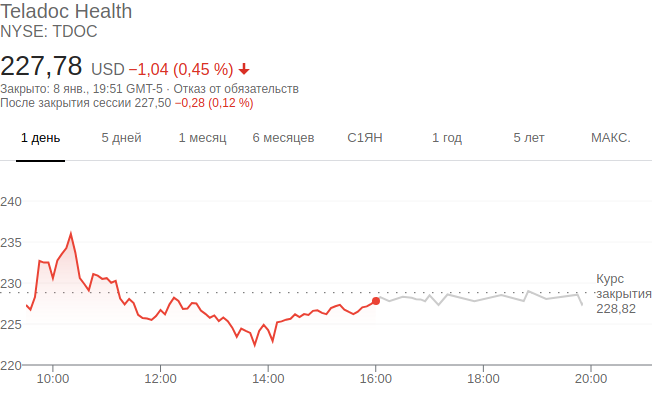 Teladoc Health
NYSE: TDOC
227,78 USD −1,04 (0,45 %)
Закрыто: 8 янв., 19:51 GMT-5 · Отказ от обязательств
После закрытия сессии 227,50 −0,28 (0,12 %)
1 день 5 дней 1 месяц 6 месяцев С1ЯН 1 год 5 лет МАКС.
240
235
230
225
220
Курс
закрытия
228,82
10:00 12:00 14:00 16:00 18:00 20:00